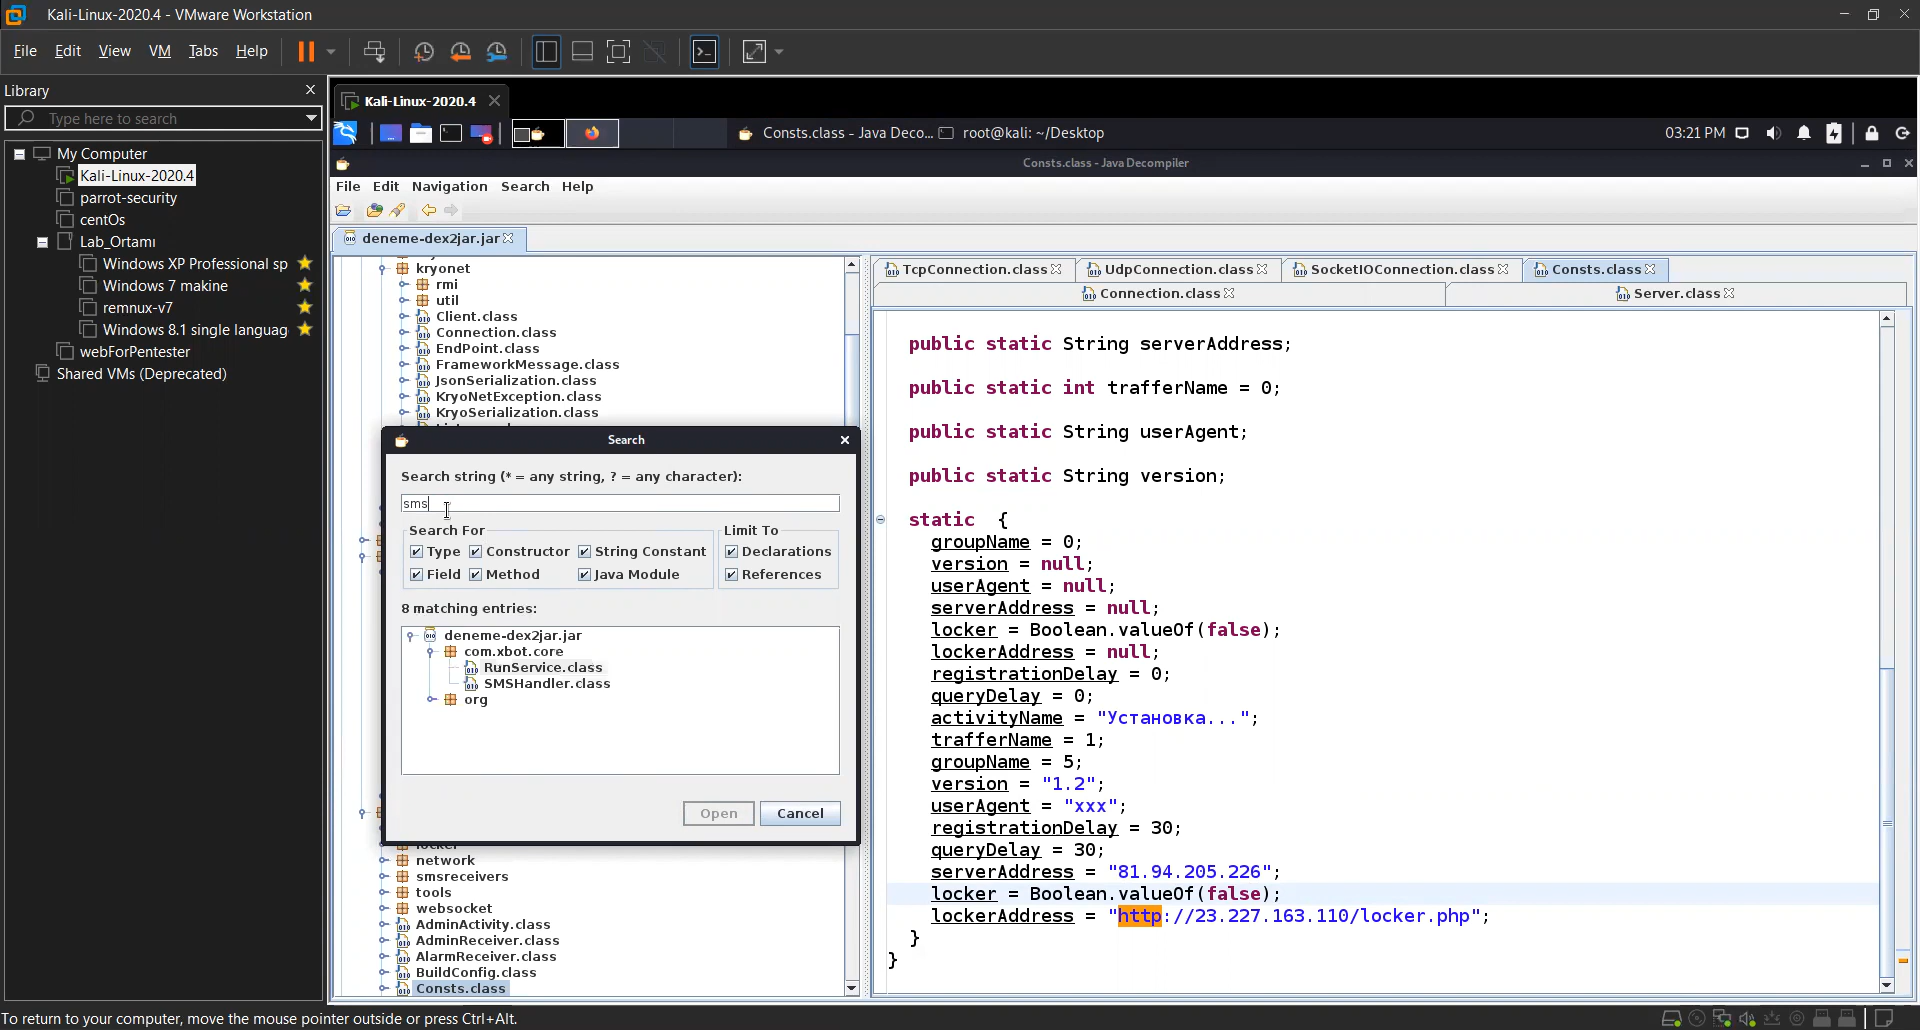 Kali-Linux-2020.4 - VMware Workstation
File Edit View VM Tabs Help
Library
Type here to search
My Computer
Kali-Linux-2020.4
parrot-security
centOs
Lab_Ortamı
Windows XP Professional sp
Windows 7 makine
remnux-v7
Windows 8.1 single languag
webForPentester
Shared VMs (Deprecated)
Kali-Linux-2020.4
Consts.class - Java Deco...
root@kali: ~/Desktop
03:21 PM
Consts.class - Java Decompiler
File Edit Navigation Search Help
deneme-dex2jar.jar
kryonet
rmi
util
Client.class
Connection.class
EndPoint.class
FrameworkMessage.class
JsonSerialization.class
KryoNetException.class
KryoSerialization.class
Search
Search string (* = any string, ? = any character):
sms
Search For
Limit To
Type Constructor String Constant
Declarations
Field Method Java Module
References
8 matching entries:
deneme-dex2jar.jar
com.xbot.core
RunService.class
SMSHandler.class
org
Open Cancel
locker
network
smsreceivers
tools
websocket
AdminActivity.class
AdminReceiver.class
AlarmReceiver.class
BuildConfig.class
Consts.class
TcpConnection.class UdpConnection.class SocketIOConnection.class Consts.class
Connection.class Server.class
public static String serverAddress;
public static int trafferName = 0;
public static String userAgent;
public static String version;
static {
groupName = 0;
version = null;
userAgent = null;
serverAddress = null;
locker = Boolean.valueOf(false);
lockerAddress = null;
registrationDelay = 0;
queryDelay = 0;
activityName = "Установка...";
trafferName = 1;
groupName = 5;
version = "1.2";
userAgent = "xxx";
registrationDelay = 30;
queryDelay = 30;
serverAddress = "81.94.205.226";
locker = Boolean.valueOf(false);
lockerAddress = "http://23.227.163.110/locker.php";
}
}
To return to your computer, move the mouse pointer outside or press Ctrl+Alt.